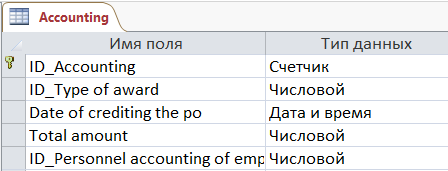 Accounting
Имя поля Тип данных
ID_Accounting Счетчик
ID_Type of award Числовой
Date of crediting the po Дата и время
Total amount Числовой
ID_Personnel accounting of emp Числовой